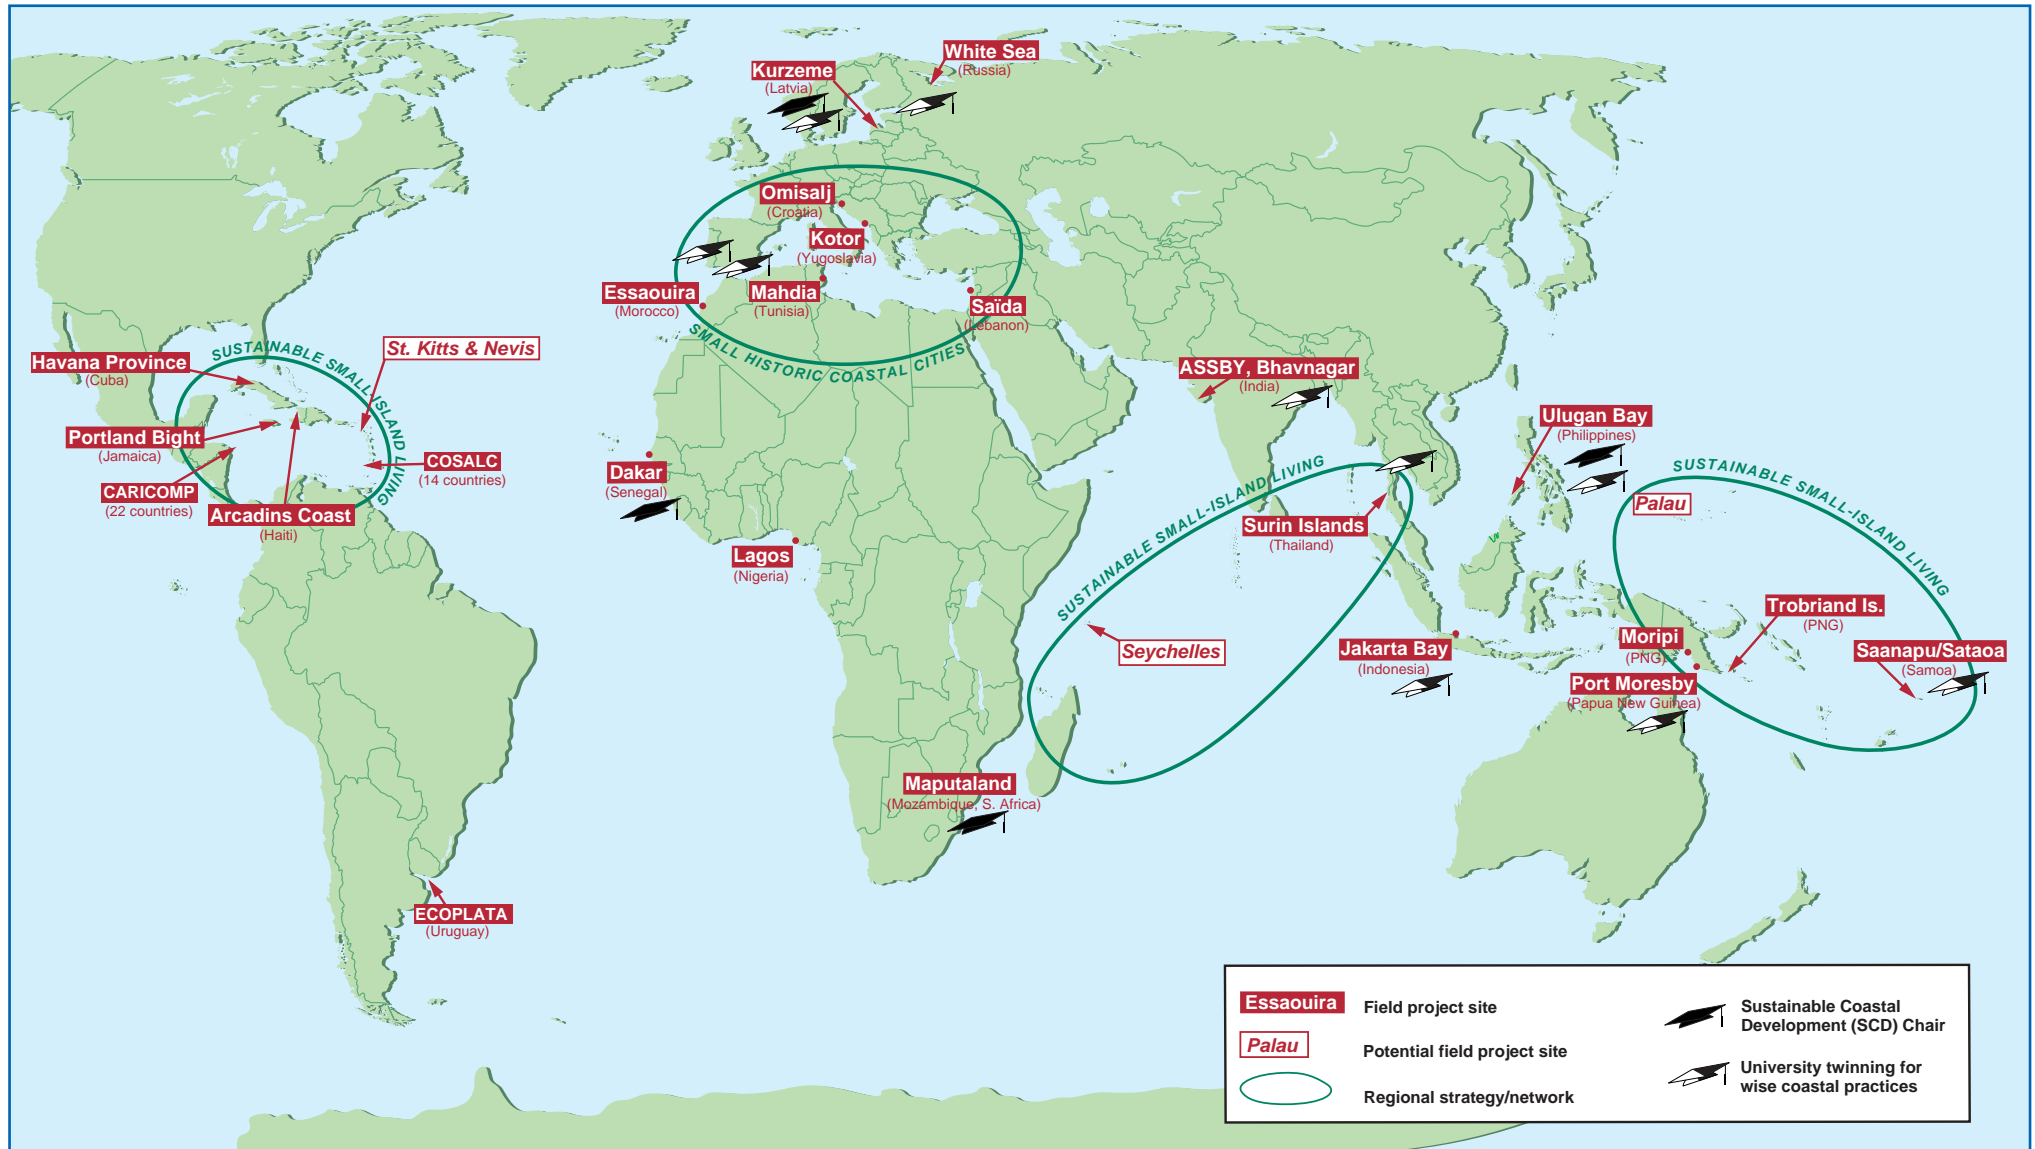 White Sea
(Russia)
Kurzeme
(Latvia)
Omisalj
(Croatia)
Kotor
(Yugoslavia)
Essaouira
(Morocco)
Mahdia
(Tunisia)
Saïda
(Lebanon)
SMALL HISTORIC COASTAL CITIES
St. Kitts & Nevis
SUSTAINABLE SMALL-ISLAND LIVING
Havana Province
(Cuba)
Portland Bight
(Jamaica)
CARICOMP
(22 countries)
COSALC
(14 countries)
Arcadins Coast
(Haiti)
Dakar
(Senegal)
Lagos
(Nigeria)
ASSBY, Bhavnagar
(India)
Ulugan Bay
(Philippines)
SUSTAINABLE SMALL-ISLAND LIVING
Surin Islands
(Thailand)
SUSTAINABLE SMALL-ISLAND LIVING
Palau
Seychelles
Jakarta Bay
(Indonesia)
Moripi
(PNG)
Trobriand Is.
(PNG)
Saanapu/Sataoa
(Samoa)
Port Moresby
(Papua New Guinea)
Maputaland
(Mozambique, S. Africa)
ECOPLATA
(Uruguay)
Essaouira
Field project site
Palau
Potential field project site
Regional strategy/network
Sustainable Coastal
Development (SCD) Chair
University twinning for
wise coastal practices